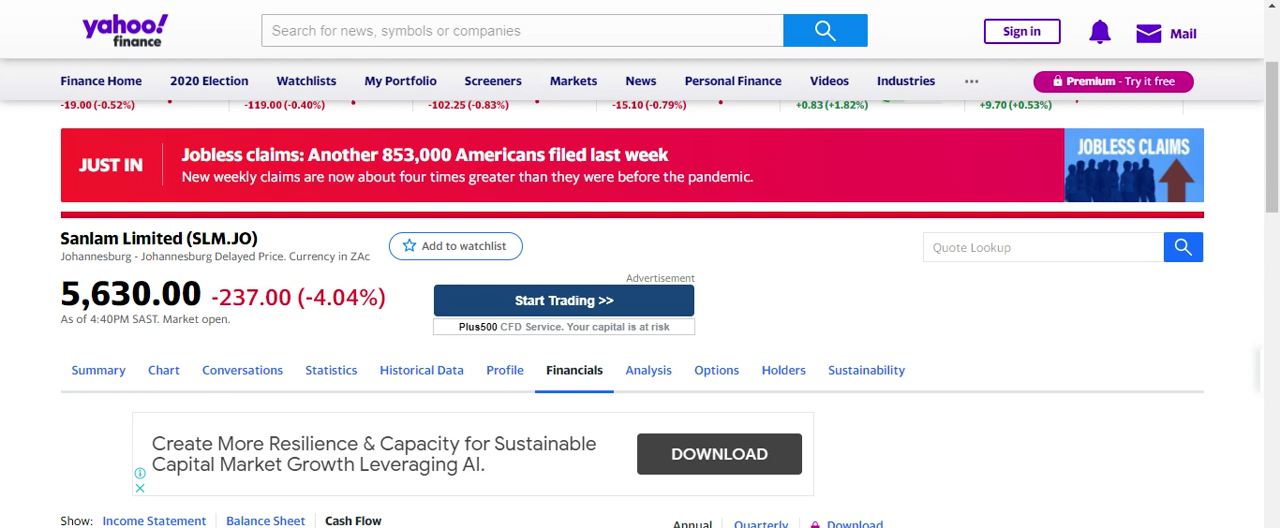 yahoo!
finance
Search for news, symbols or companies
Sign in
Mail
Finance Home 2020 Election Watchlists My Portfolio Screeners Markets News Personal Finance Videos Industries ... Premium - Try it free
-19.00 (-0.52%) -119.00 (-0.40%) -102.25 (-0.83%) -15.10 (-0.79%) +0.83 (+1.82%) +9.70 (+0.53%)
JUST IN
Jobless claims: Another 853,000 Americans filed last week
New weekly claims are now about four times greater than they were before the pandemic.
JOBLESS CLAIMS
Sanlam Limited (SLM.JO)
Johannesburg - Johannesburg Delayed Price. Currency in ZAc
Add to watchlist
Quote Lookup
5,630.00 -237.00 (-4.04%)
As of 4:40PM SAST. Market open.
Advertisement
Start Trading >>
Plus500 CFD Service. Your capital is at risk
Summary Chart Conversations Statistics Historical Data Profile Financials Analysis Options Holders Sustainability
Create More Resilience & Capacity for Sustainable
Capital Market Growth Leveraging AI.
DOWNLOAD
Show: Income Statement Balance Sheet Cash Flow
Annual Quarterly Download